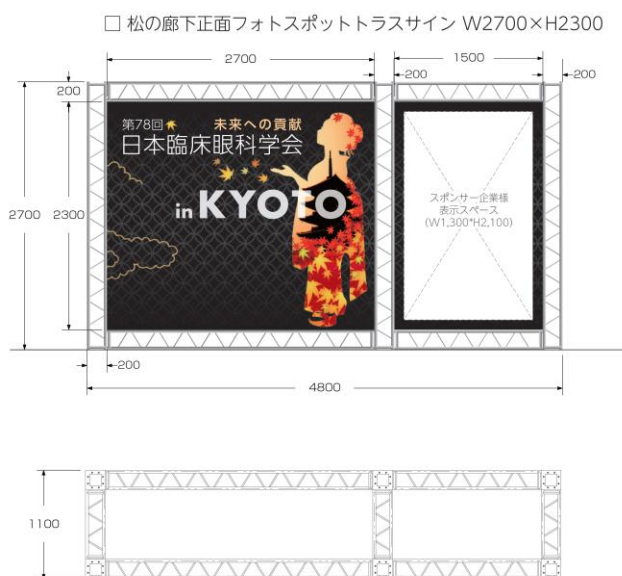 □ 松の廊下正面フォトスポットトラスサイン W2700×H2300
2700
1500
200
200
200
第78回 未来への貢献
日本臨床眼科学会
in KYOTO
スポンサー企業様
表示スペース
(W1,300*H2,100)
2700
2300
200
4800
1100